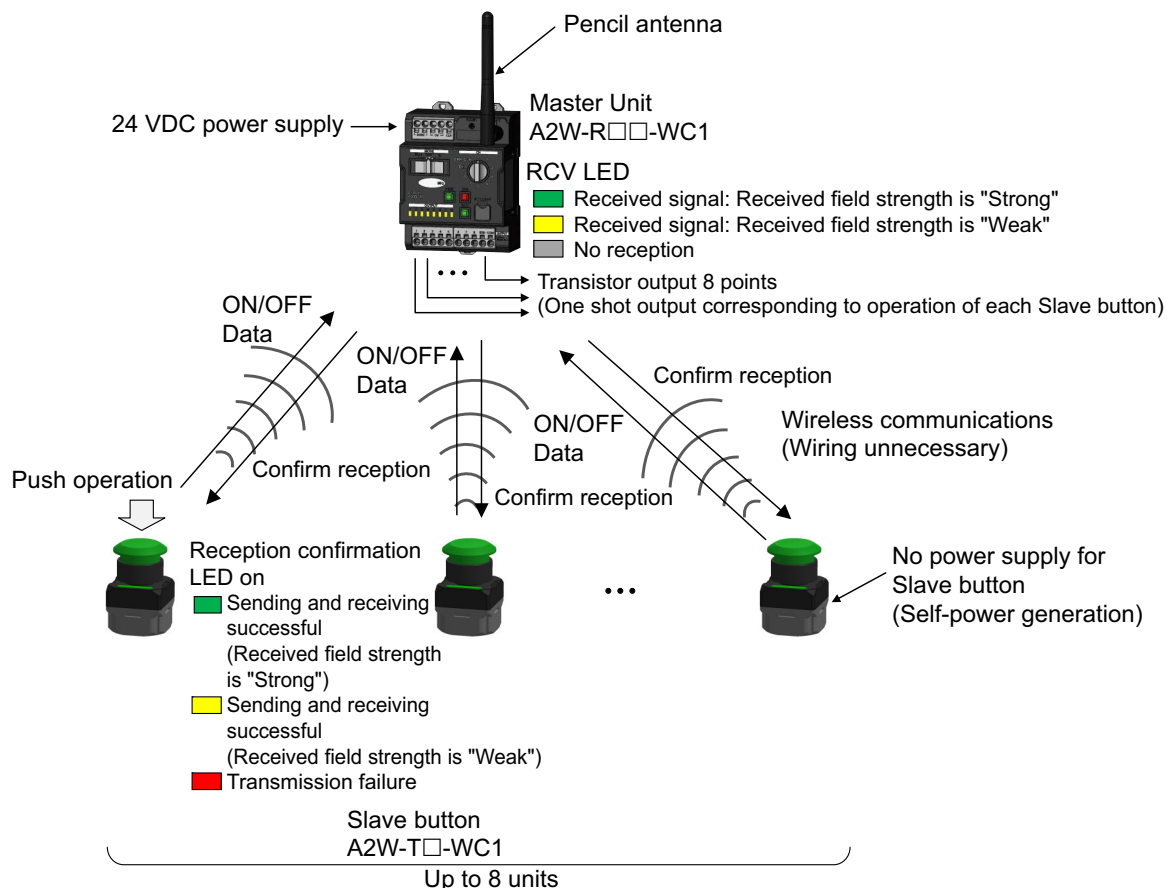 Pencil antenna
24 VDC power supply
Master Unit
A2W-R□□-WC1
RCV LED
Received signal: Received field strength is "Strong"
Received signal: Received field strength is "Weak"
No reception
Transistor output 8 points
(One shot output corresponding to operation of each Slave button)
ON/OFF
Data
ON/OFF
Data
ON/OFF
Data
Confirm reception
Wireless communications
(Wiring unnecessary)
Confirm reception
Confirm reception
Push operation
Reception confirmation
LED on
Sending and receiving
successful
(Received field strength
is "Strong")
Sending and receiving
successful
(Received field strength is "Weak")
Transmission failure
...
No power supply for
Slave button
(Self-power generation)
Slave button
A2W-T□-WC1
Up to 8 units